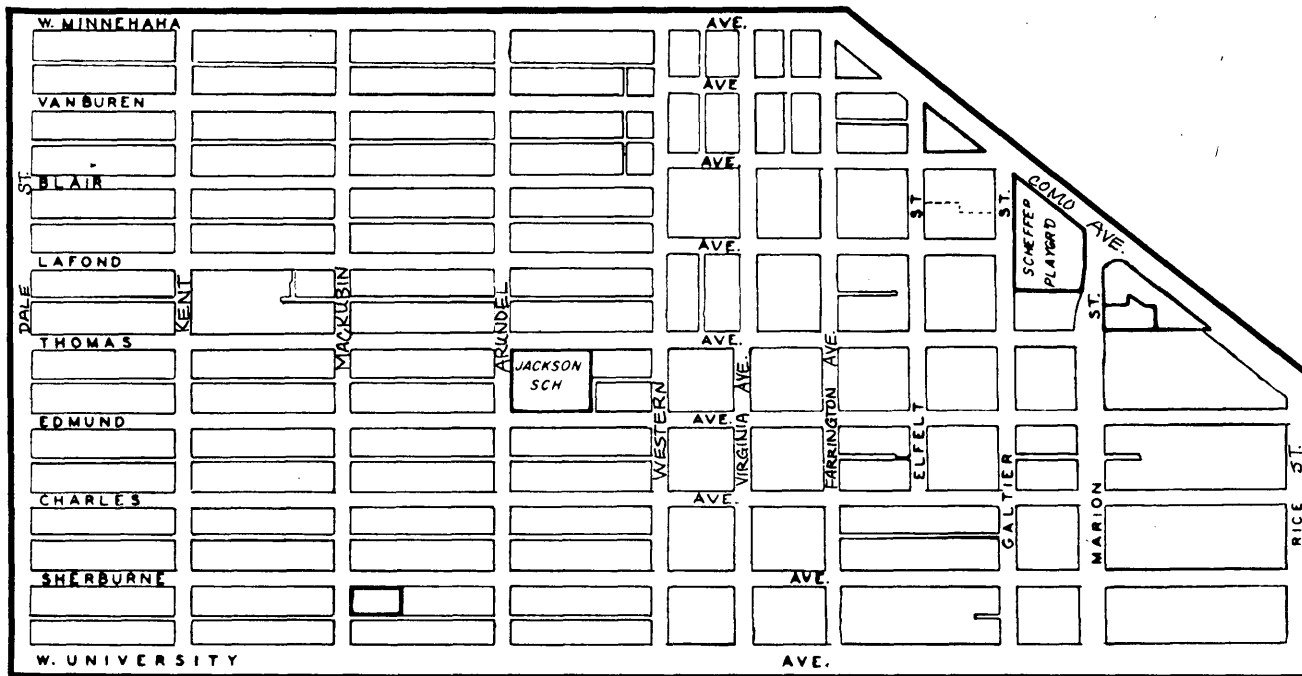 W. MINNEHAHA AVE.
VAN BUREN AVE
BLAIR AVE.
LAFOND AVE.
THOMAS AVE.
EDMUND AVE.
CHARLES AVE.
SHERBURNE AVE.
W. UNIVERSITY AVE.
DALE ST.
KENT
MACKUBIN
ARUNDEL
WESTERN
VIRGINIA AVE.
FARRINGTON AVE.
ELFELT ST
GALTIER ST.
MARION ST.
RICE ST.
COMO AVE.
SCHEFFER
PLAYGRD
JACKSON
SCH